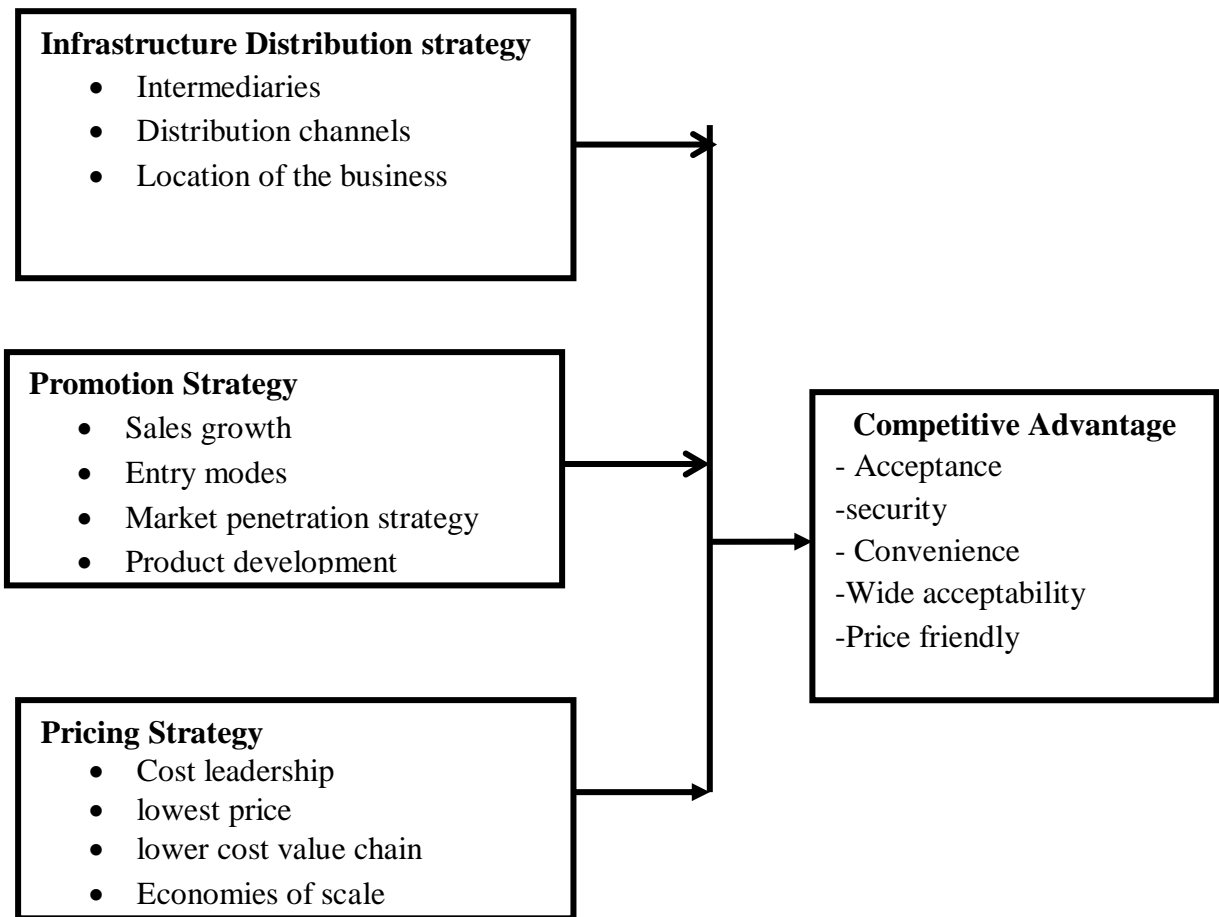 Infrastructure Distribution strategy
• Intermediaries
• Distribution channels
• Location of the business
Promotion Strategy
• Sales growth
• Entry modes
• Market penetration strategy
• Product development
Pricing Strategy
• Cost leadership
• lowest price
• lower cost value chain
• Economies of scale
Competitive Advantage
- Acceptance
-security
- Convenience
-Wide acceptability
-Price friendly